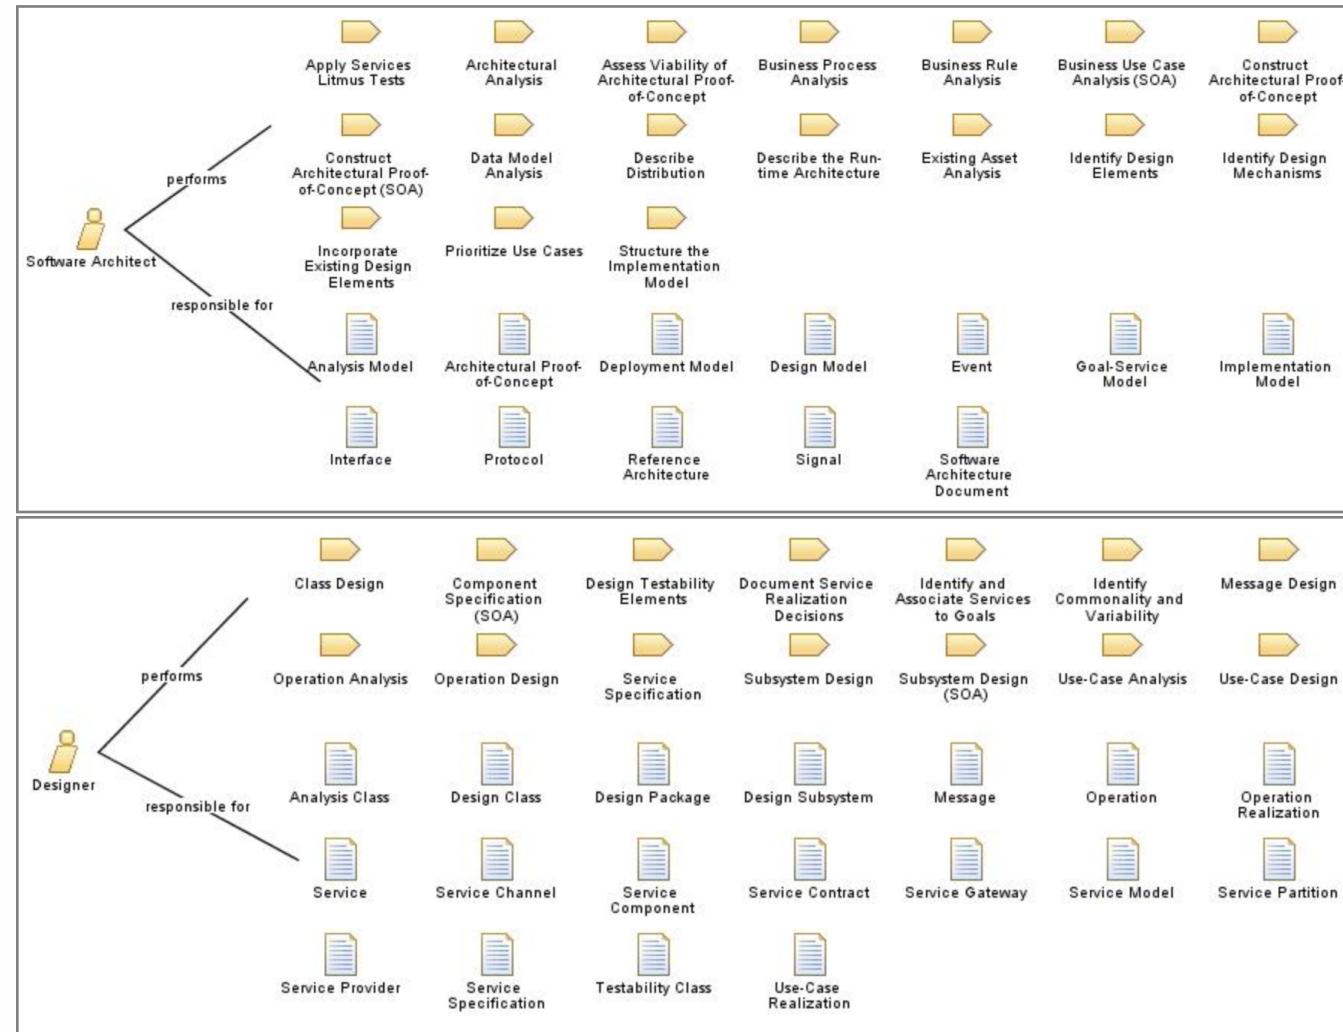 Apply Services
Litmus Tests
Architectural
Analysis
Assess Viability of
Architectural Proof-
of-Concept
Business Process
Analysis
Business Rule
Analysis
Business Use Case
Analysis (SOA)
Construct
Architectural Proof-
of-Concept
performs
Construct
Architectural Proof-
of-Concept (SOA)
Data Model
Analysis
Describe
Distribution
Describe the Run-
time Architecture
Existing Asset
Analysis
Identify Design
Elements
Identify Design
Mechanisms
Software Architect
Incorporate
Existing Design
Elements
Prioritize Use Cases
Structure the
Implementation
Model
responsible for
Analysis Model
Architectural Proof-
of-Concept
Deployment Model
Design Model
Event
Goal-Service
Model
Implementation
Model
Interface
Protocol
Reference
Architecture
Signal
Software
Architecture
Document
Class Design
Component
Specification
(SOA)
Design Testability
Elements
Document Service
Realization
Decisions
Identify and
Associate Services
to Goals
Identify
Commonality and
Variability
Message Design
performs
Operation Analysis
Operation Design
Service
Specification
Subsystem Design
Subsystem Design
(SOA)
Use-Case Analysis
Use-Case Design
Designer
responsible for
Analysis Class
Design Class
Design Package
Design Subsystem
Message
Operation
Operation
Realization
Service
Service Channel
Service
Component
Service Contract
Service Gateway
Service Model
Service Partition
Service Provider
Service
Specification
Testability Class
Use-Case
Realization